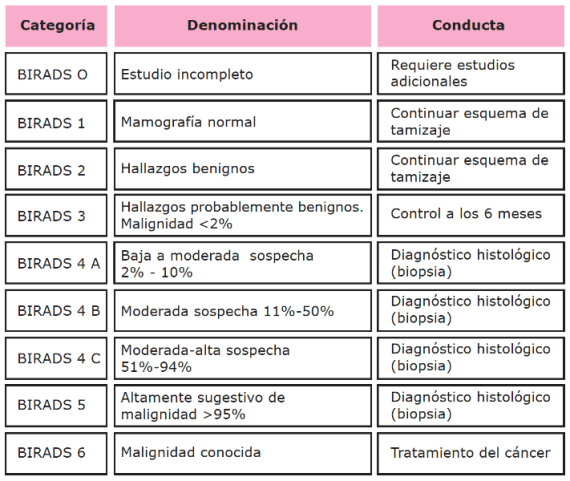 Categoría Denominación Conducta
BIRADS O Estudio incompleto Requiere estudios
adicionales
BIRADS 1 Mamografía normal Continuar esquema de
tamizaje
BIRADS 2 Hallazgos benignos Continuar esquema de
tamizaje
BIRADS 3 Hallazgos probablemente benignos. Control a los 6 meses
Malignidad <2%
BIRADS 4 A Baja a moderada sospecha Diagnóstico histológico
2% - 10% (biopsia)
BIRADS 4 B Moderada sospecha 11%-50% Diagnóstico histológico
(biopsia)
BIRADS 4 C Moderada-alta sospecha Diagnóstico histológico
51%-94% (biopsia)
BIRADS 5 Altamente sugestivo de Diagnóstico histológico
malignidad >95% (biopsia)
BIRADS 6 Malignidad conocida Tratamiento del cáncer